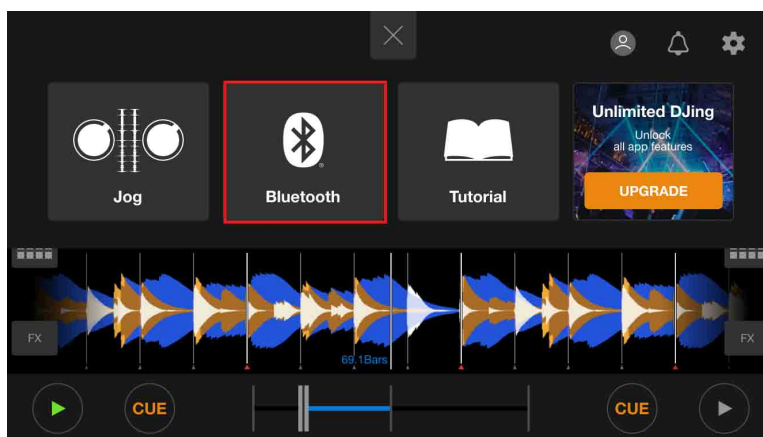 Jog
Bluetooth
Tutorial
Unlimited DJing
Unlock
all app features
UPGRADE
FX
FX
69.1Bars
CUE
CUE